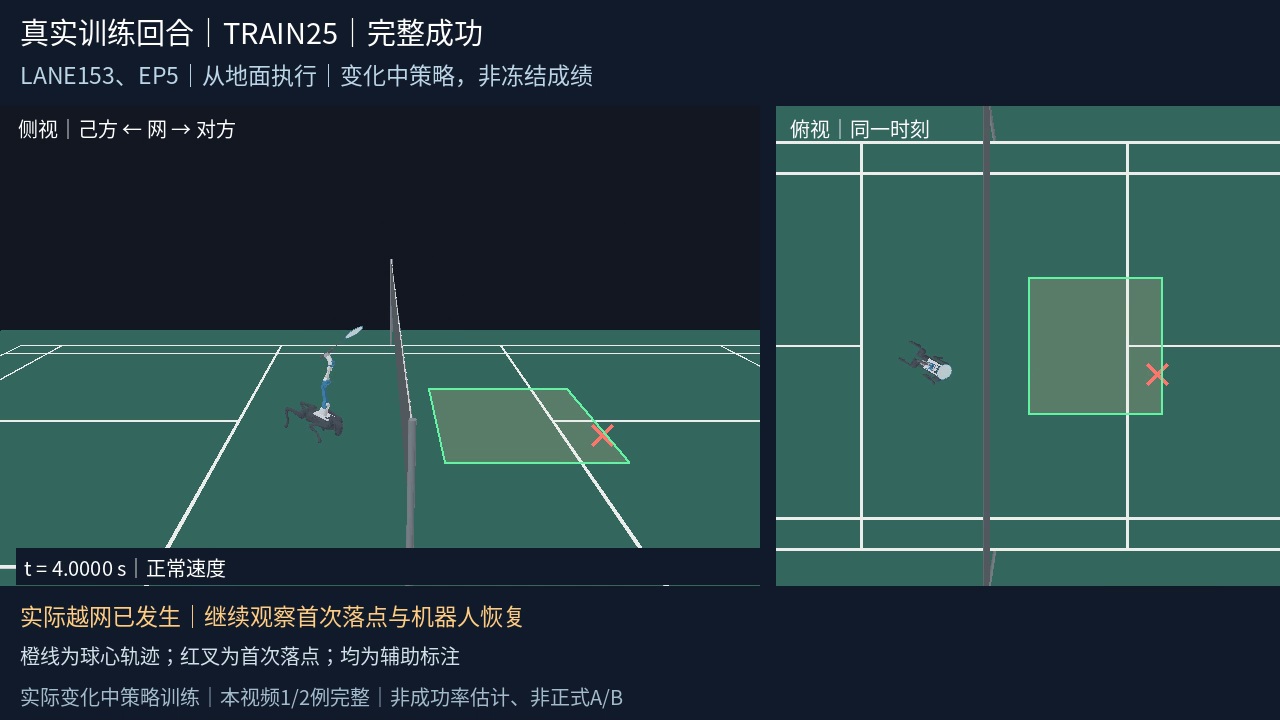 真实训练回合｜TRAIN25｜完整成功
LANE153、EP5｜从地面执行｜变化中策略，非冻结成绩
侧视｜己方 ← 网 → 对方
俯视｜同一时刻
t = 4.0000 s｜正常速度
实际越网已发生｜继续观察首次落点与机器人恢复
橙线为球心轨迹；红叉为首次落点；均为辅助标注
实际变化中策略训练｜本视频1/2例完整｜非成功率估计、非正式A/B